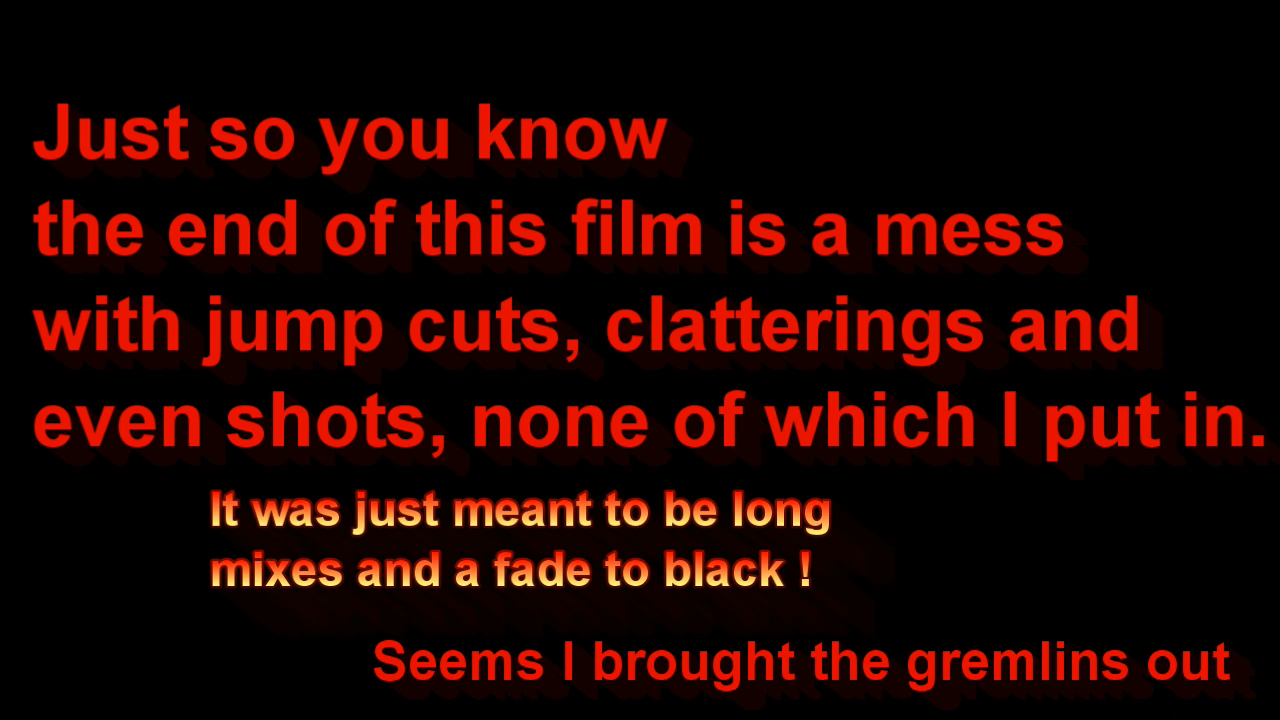 Just so you know
the end of this film is a mess
with jump cuts, clatterings and
even shots, none of which I put in.
It was just meant to be long
mixes and a fade to black !
Seems I brought the gremlins out